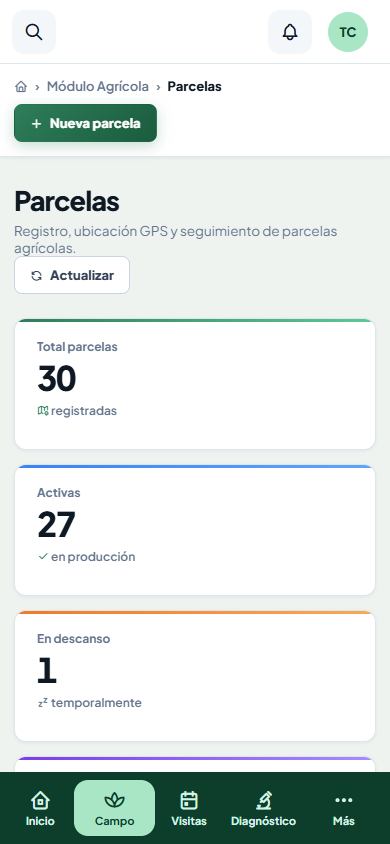 TC
Módulo Agrícola › Parcelas
+ Nueva parcela
Parcelas
Registro, ubicación GPS y seguimiento de parcelas
agrícolas.
Actualizar
Total parcelas
30
registradas
Activas
27
en producción
En descanso
1
zᶻ temporalmente
Inicio Campo Visitas Diagnóstico Más